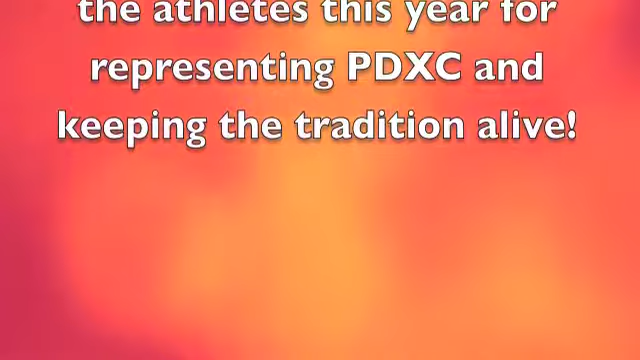 the athletes this year for
representing PDXC and
keeping the tradition alive!